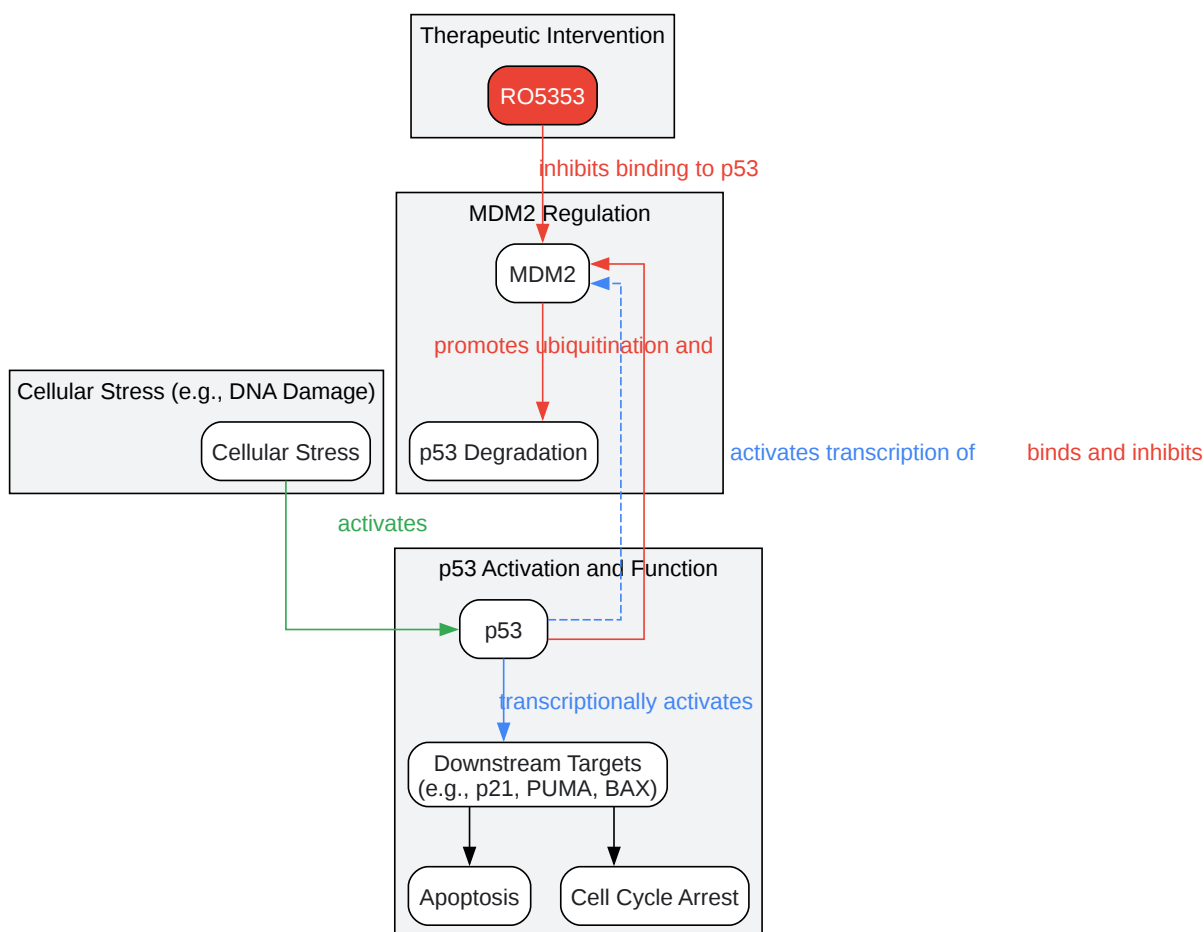 Therapeutic Intervention
RO5353
inhibits binding to p53
MDM2 Regulation
MDM2
promotes ubiquitination and
Cellular Stress (e.g., DNA Damage)
Cellular Stress
p53 Degradation
activates transcription of
binds and inhibits
activates
p53 Activation and Function
p53
transcriptionally activates
Downstream Targets
(e.g., p21, PUMA, BAX)
Apoptosis
Cell Cycle Arrest